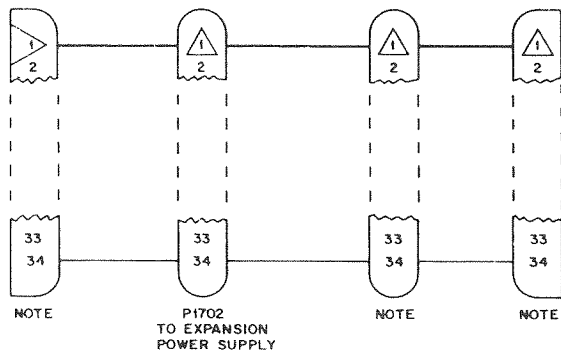 1 1 1 1
2 2 2 2
33 33 33 33
34 34 34 34
NOTE P1702 NOTE NOTE
TO EXPANSION
POWER SUPPLY